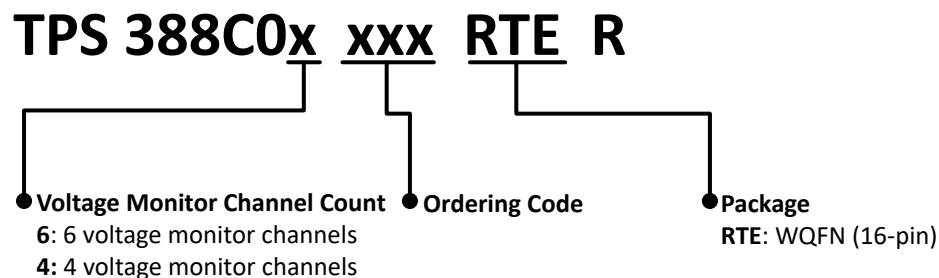 TPS 388C0x xxx RTE R
Voltage Monitor Channel Count
6: 6 voltage monitor channels
4: 4 voltage monitor channels
Ordering Code
Package
RTE: WQFN (16-pin)